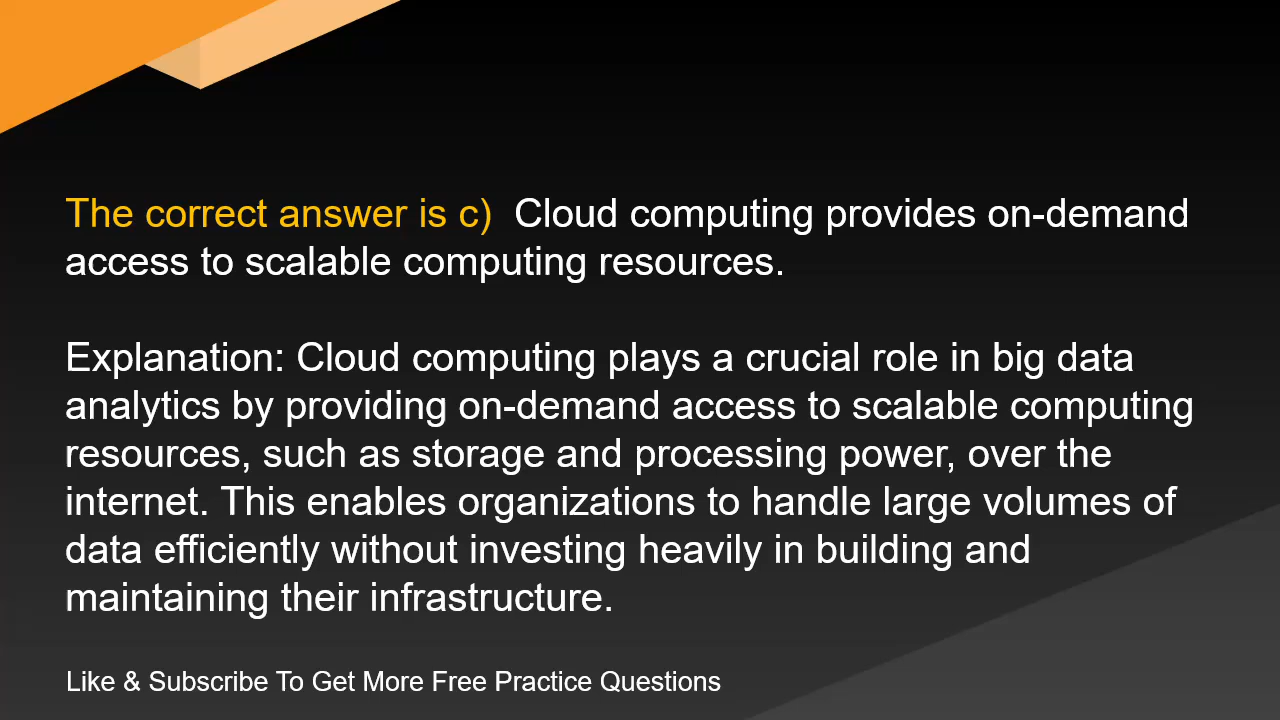 The correct answer is c)  Cloud computing provides on-demand
access to scalable computing resources.
Explanation: Cloud computing plays a crucial role in big data
analytics by providing on-demand access to scalable computing
resources, such as storage and processing power, over the
internet. This enables organizations to handle large volumes of
data efficiently without investing heavily in building and
maintaining their infrastructure.
Like & Subscribe To Get More Free Practice Questions